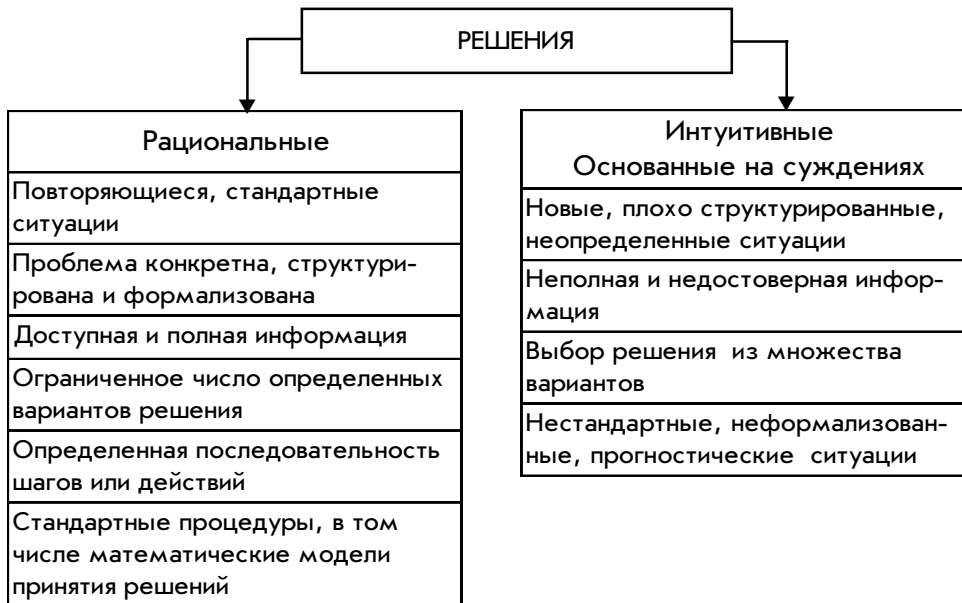 РЕШЕНИЯ
Рациональные
Повторяющиеся, стандартные
ситуации
Проблема конкретна, структури-
рована и формализована
Доступная и полная информация
Ограниченное число определенных
вариантов решения
Определенная последовательность
шагов или действий
Стандартные процедуры, в том
числе математические модели
принятия решений
Интуитивные
Основанные на суждениях
Новые, плохо структурированные,
неопределенные ситуации
Неполная и недостоверная инфор-
мация
Выбор решения из множества
вариантов
Нестандартные, неформализован-
ные, прогностические ситуации